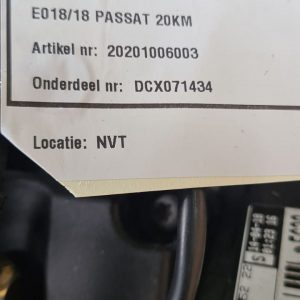 E018/18 PASSAT 20KM
Artikel nr: 20201006003
Onderdeel nr: DCX071434
Locatie: NVT